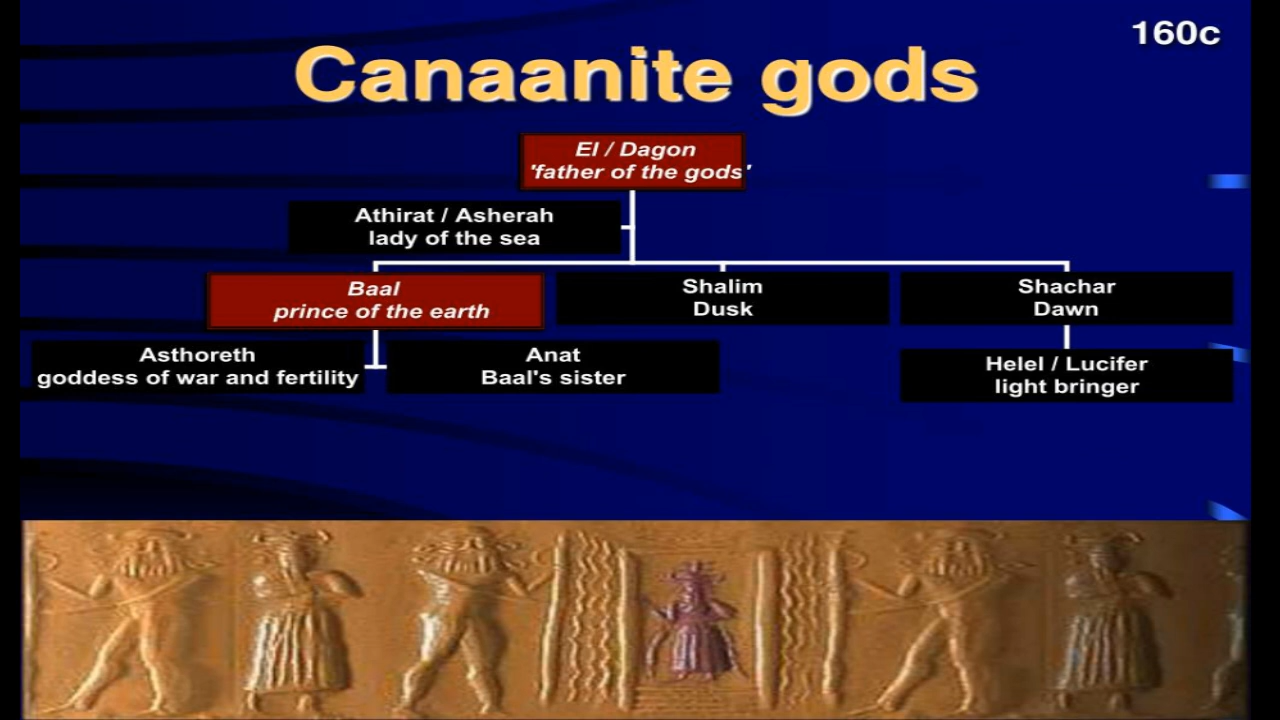 160c
Canaanite gods
El / Dagon
'father of the gods'
Athirat / Asherah
lady of the sea
Baal
prince of the earth
Shalim
Dusk
Shachar
Dawn
Asthoreth
goddess of war and fertility
Anat
Baal's sister
Helel / Lucifer
light bringer